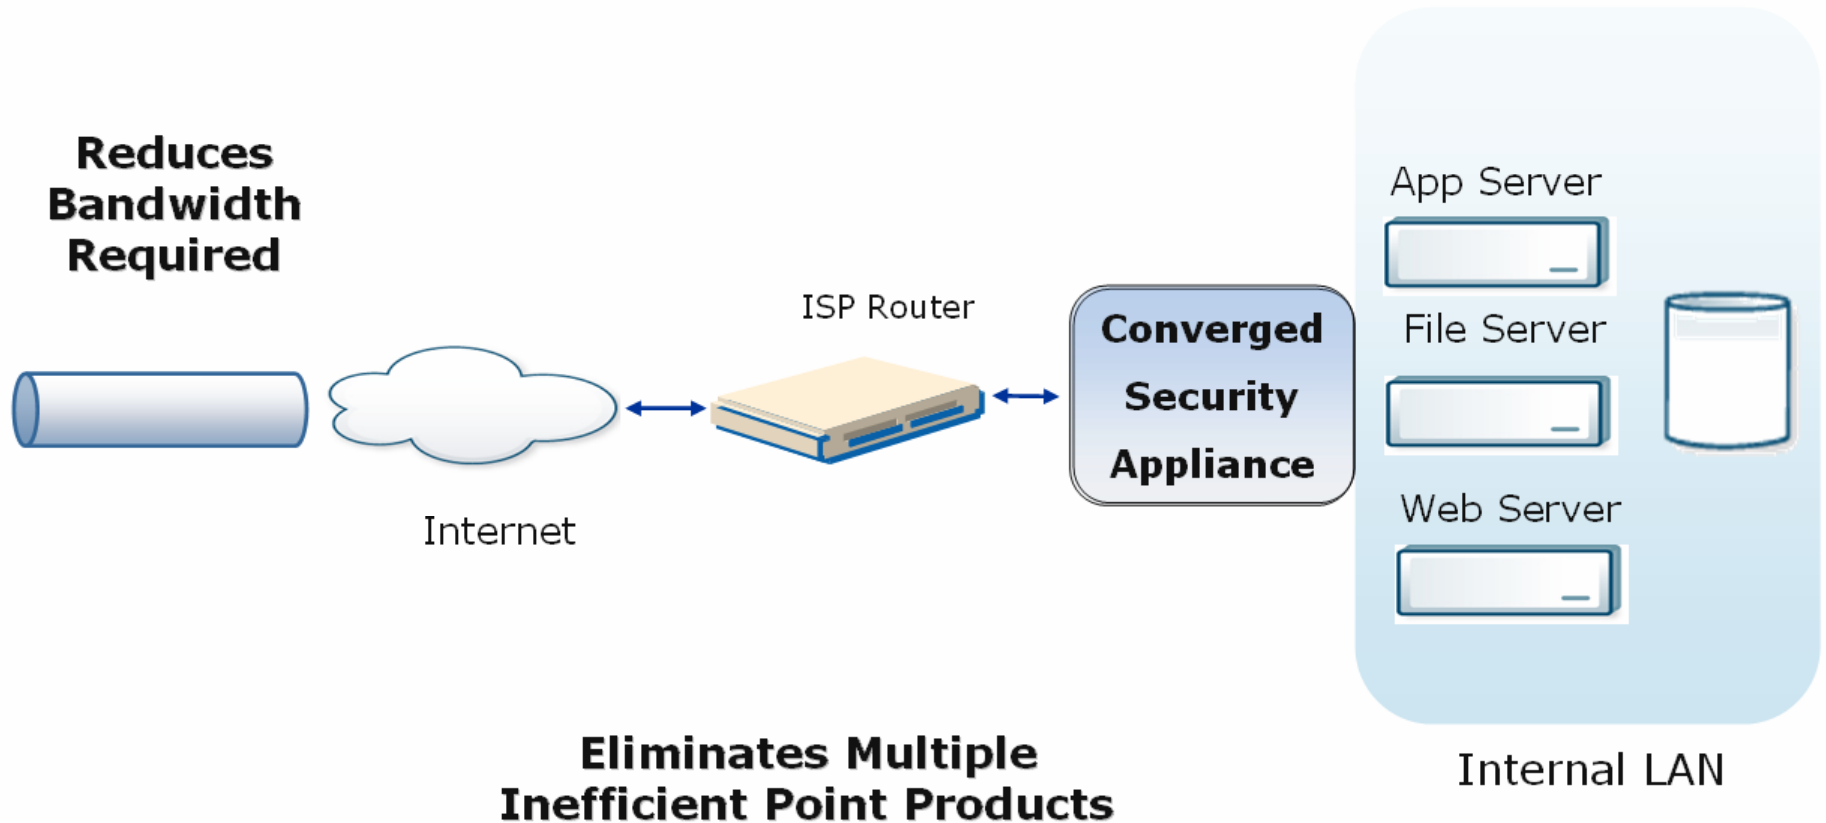 Reduces
Bandwidth
Required
Internet
ISP Router
Converged
Security
Appliance
App Server
File Server
Web Server
Internal LAN
Eliminates Multiple
Inefficient Point Products